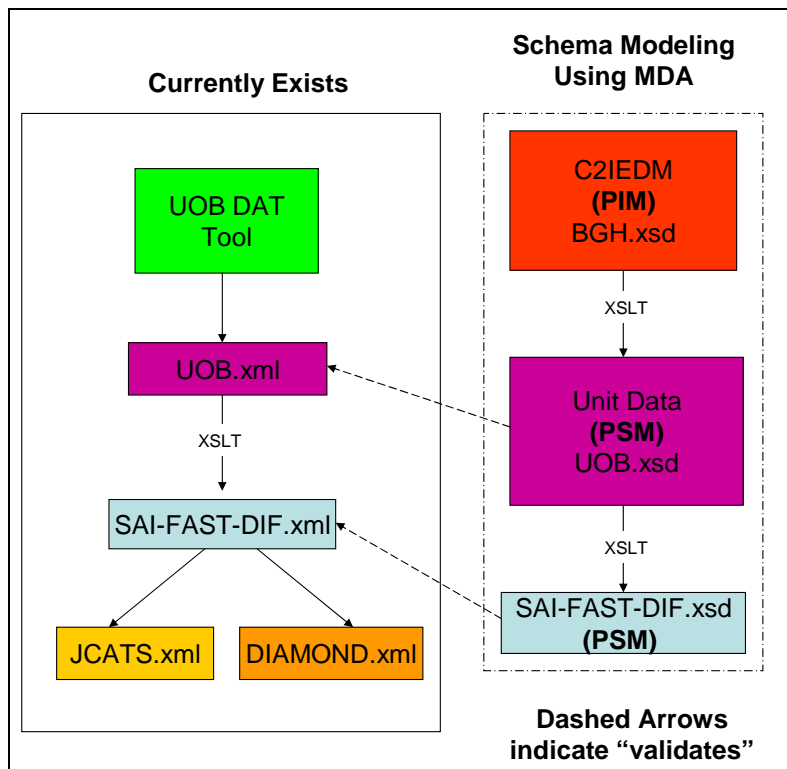 Currently Exists
UOB DAT
Tool
UOB.xml
XSLT
SAI-FAST-DIF.xml
JCATS.xml
DIAMOND.xml
Schema Modeling
Using MDA
C2IEDM
(PIM)
BGH.xsd
XSLT
Unit Data
(PSM)
UOB.xsd
XSLT
SAI-FAST-DIF.xsd
(PSM)
Dashed Arrows
indicate “validates”